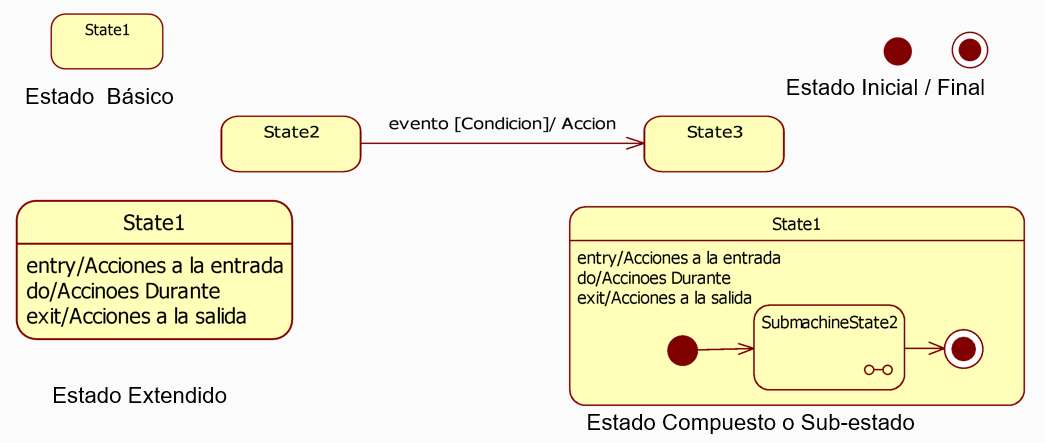 State1
Estado Básico
Estado Inicial / Final
State2
evento [Condicion]/ Accion
State3
State1
entry/Acciones a la entrada
do/Accinoes Durante
exit/Acciones a la salida
Estado Extendido
State1
entry/Acciones a la entrada
do/Accinoes Durante
exit/Acciones a la salida
SubmachineState2
Estado Compuesto o Sub-estado